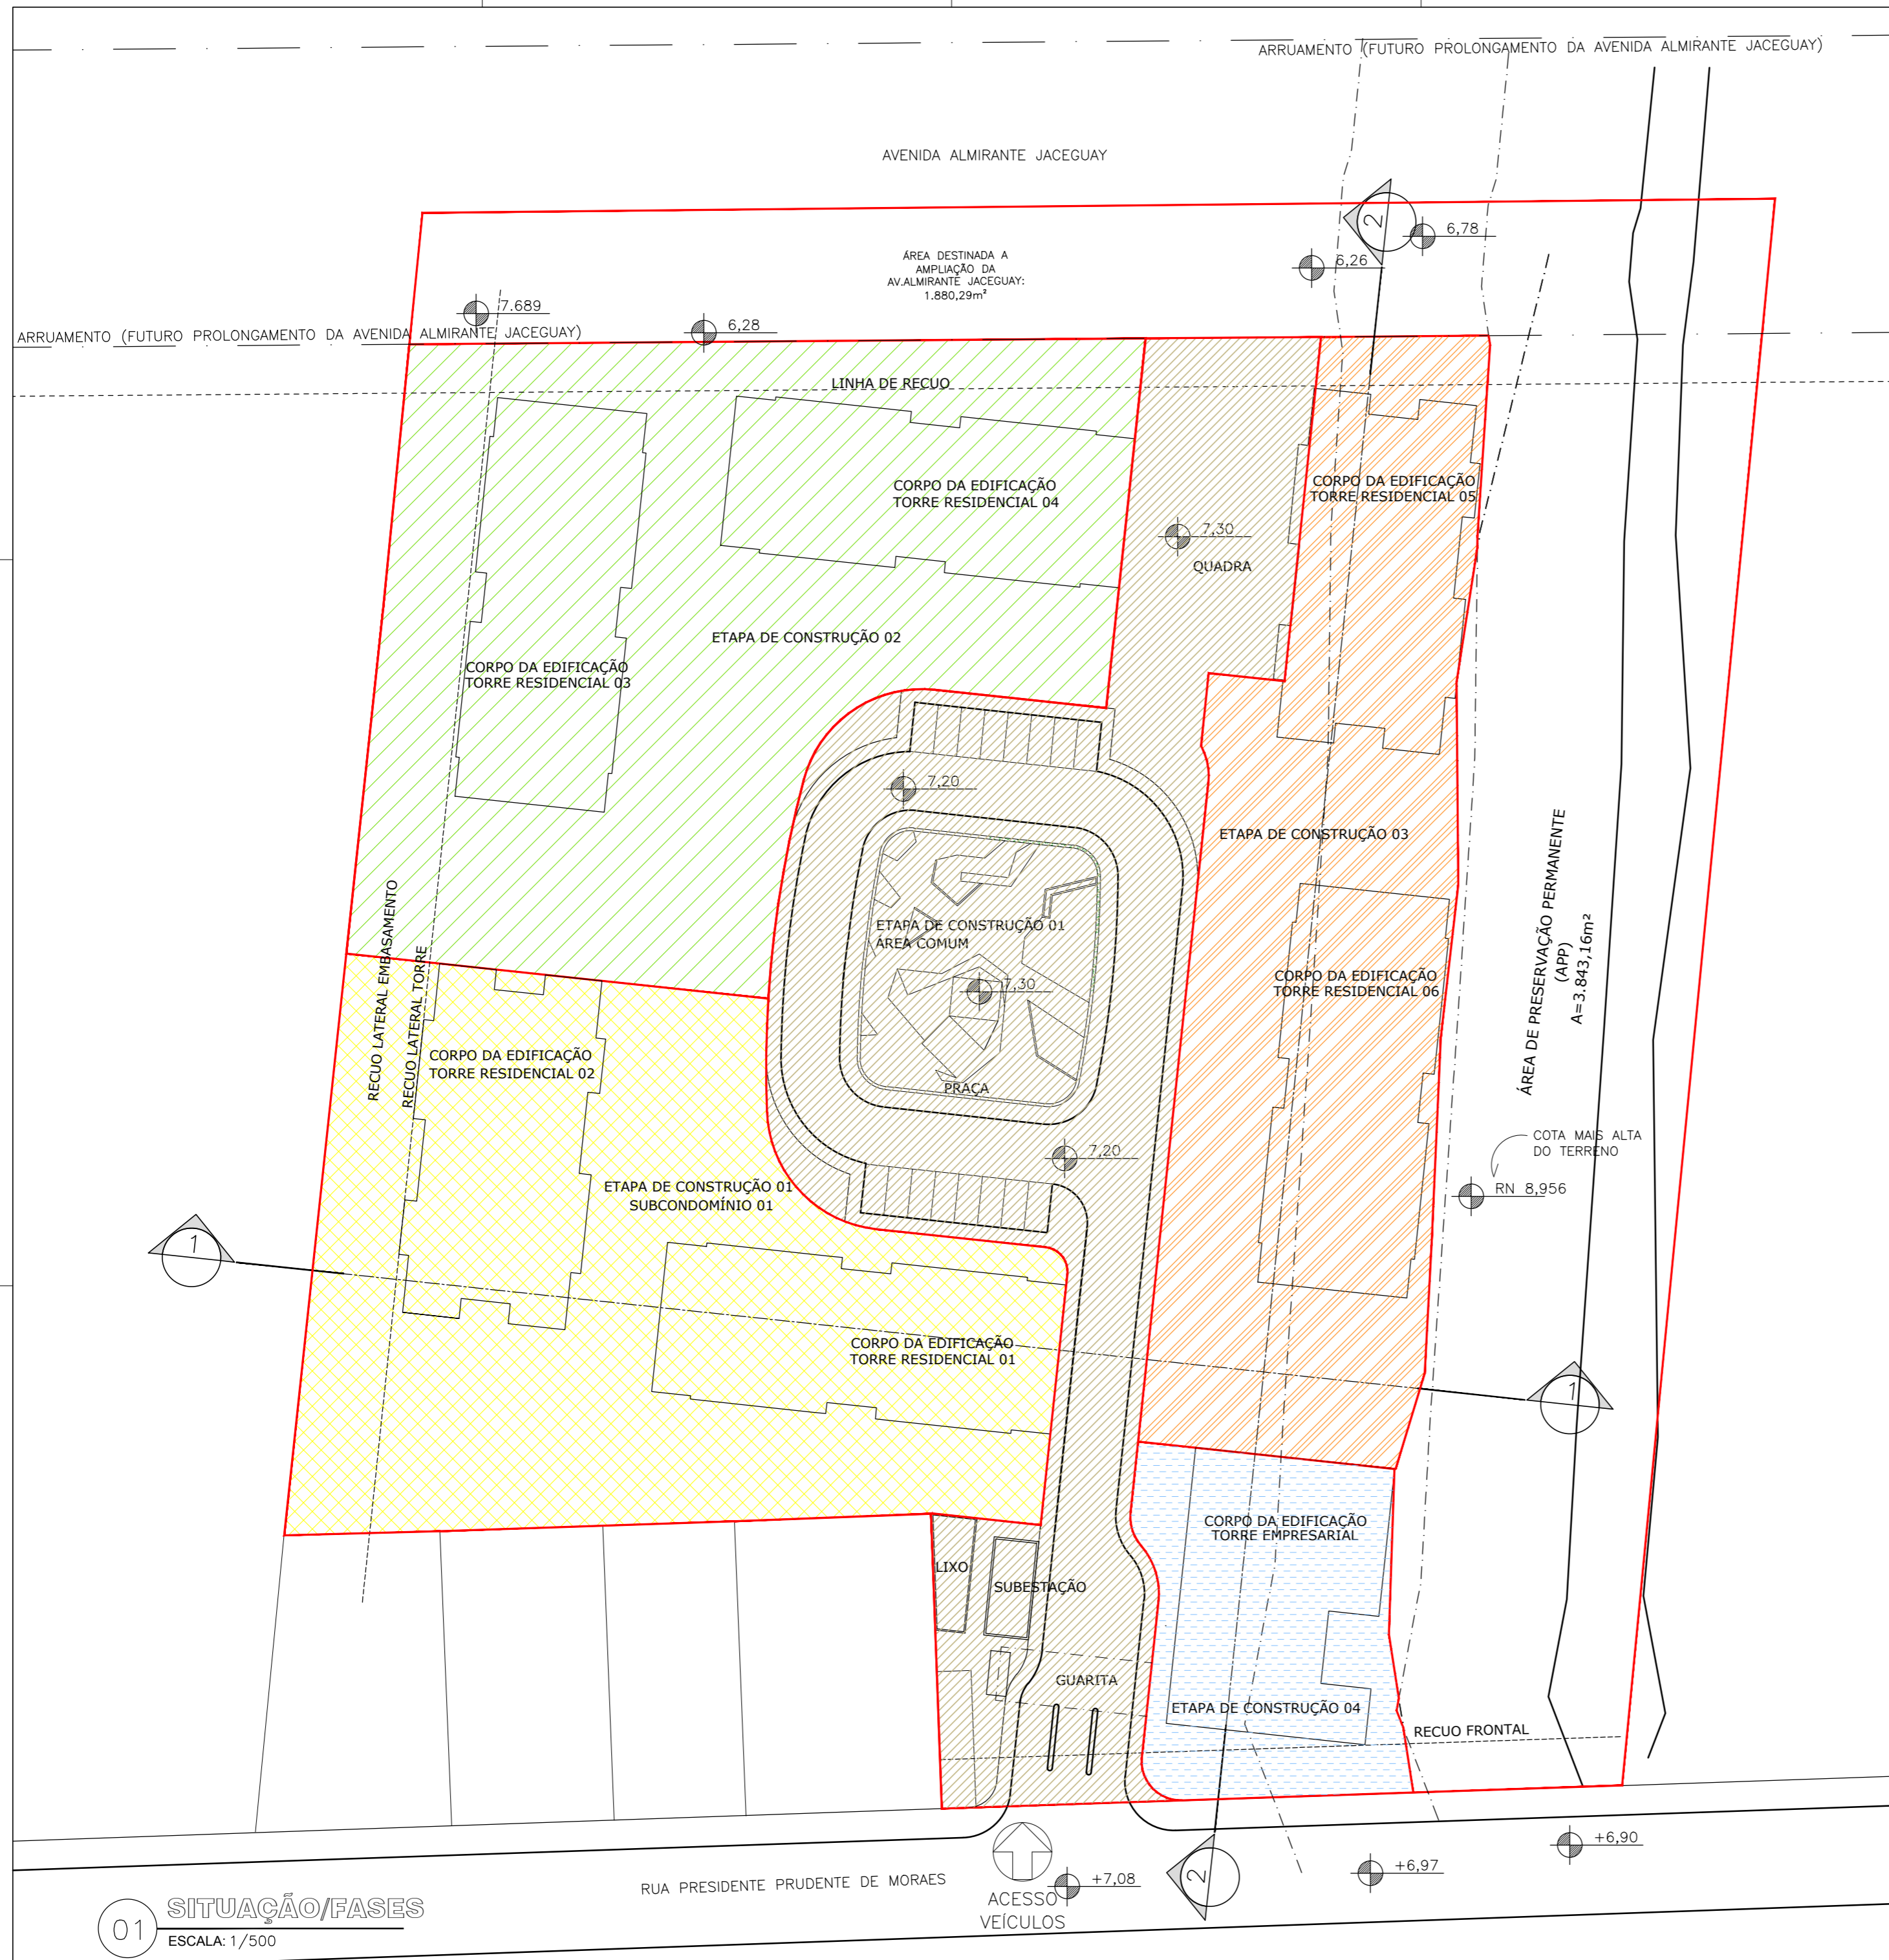 ARRUAMENTO (FUTURO PROLONGAMENTO DA AVENIDA ALMIRANTE JACEGUAY)
AVENIDA ALMIRANTE JACEGUAY
2
6,78
ÁREA DESTINADA A
AMPLIAÇÃO DA
AV.ALMIRANTE JACEGUAY:
1.880,29m²
6,26
7.689
6,28
ARRUAMENTO (FUTURO PROLONGAMENTO DA AVENIDA ALMIRANTE JACEGUAY)
LINHA DE RECUO
CORPO DA EDIFICAÇÃO
TORRE RESIDENCIAL 04
CORPO DA EDIFICAÇÃO
TORRE RESIDENCIAL 05
7,30
QUADRA
ETAPA DE CONSTRUÇÃO 02
CORPO DA EDIFICAÇÃO
TORRE RESIDENCIAL 03
7,20
ETAPA DE CONSTRUÇÃO 03
ETAPA DE CONSTRUÇÃO 01
ÁREA COMUM
7,30
CORPO DA EDIFICAÇÃO
TORRE RESIDENCIAL 06
ÁREA DE PRESERVAÇÃO PERMANENTE
(APP)
A=3.843,16m²
RECUO LATERAL EMBASAMENTO
RECUO LATERAL TORRE
CORPO DA EDIFICAÇÃO
TORRE RESIDENCIAL 02
PRAÇA
7,20
COTA MAIS ALTA
DO TERRENO
RN 8,956
ETAPA DE CONSTRUÇÃO 01
SUBCONDOMÍNIO 01
1
CORPO DA EDIFICAÇÃO
TORRE RESIDENCIAL 01
1
CORPO DA EDIFICAÇÃO
TORRE EMPRESARIAL
LIXO
SUBESTAÇÃO
GUARITA
ETAPA DE CONSTRUÇÃO 04
RECUO FRONTAL
+6,90
+6,97
2
+7,08
RUA PRESIDENTE PRUDENTE DE MORAES
ACESSO
VEÍCULOS
01
SITUAÇÃO/FASES
ESCALA: 1/500